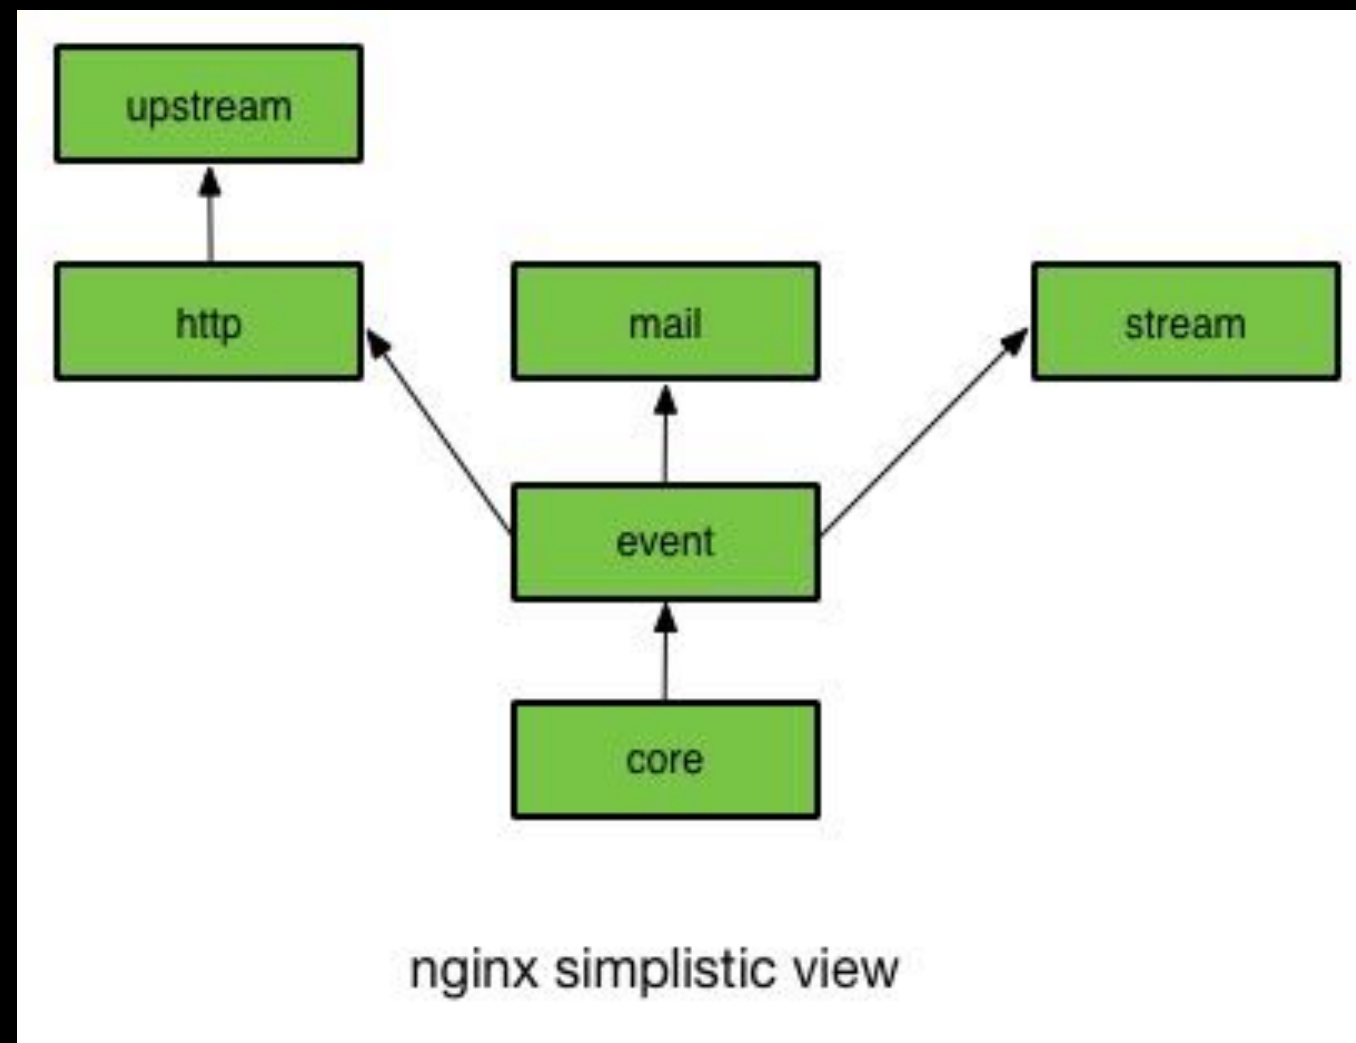 upstream
http
mail
stream
event
core
nginx simplistic view